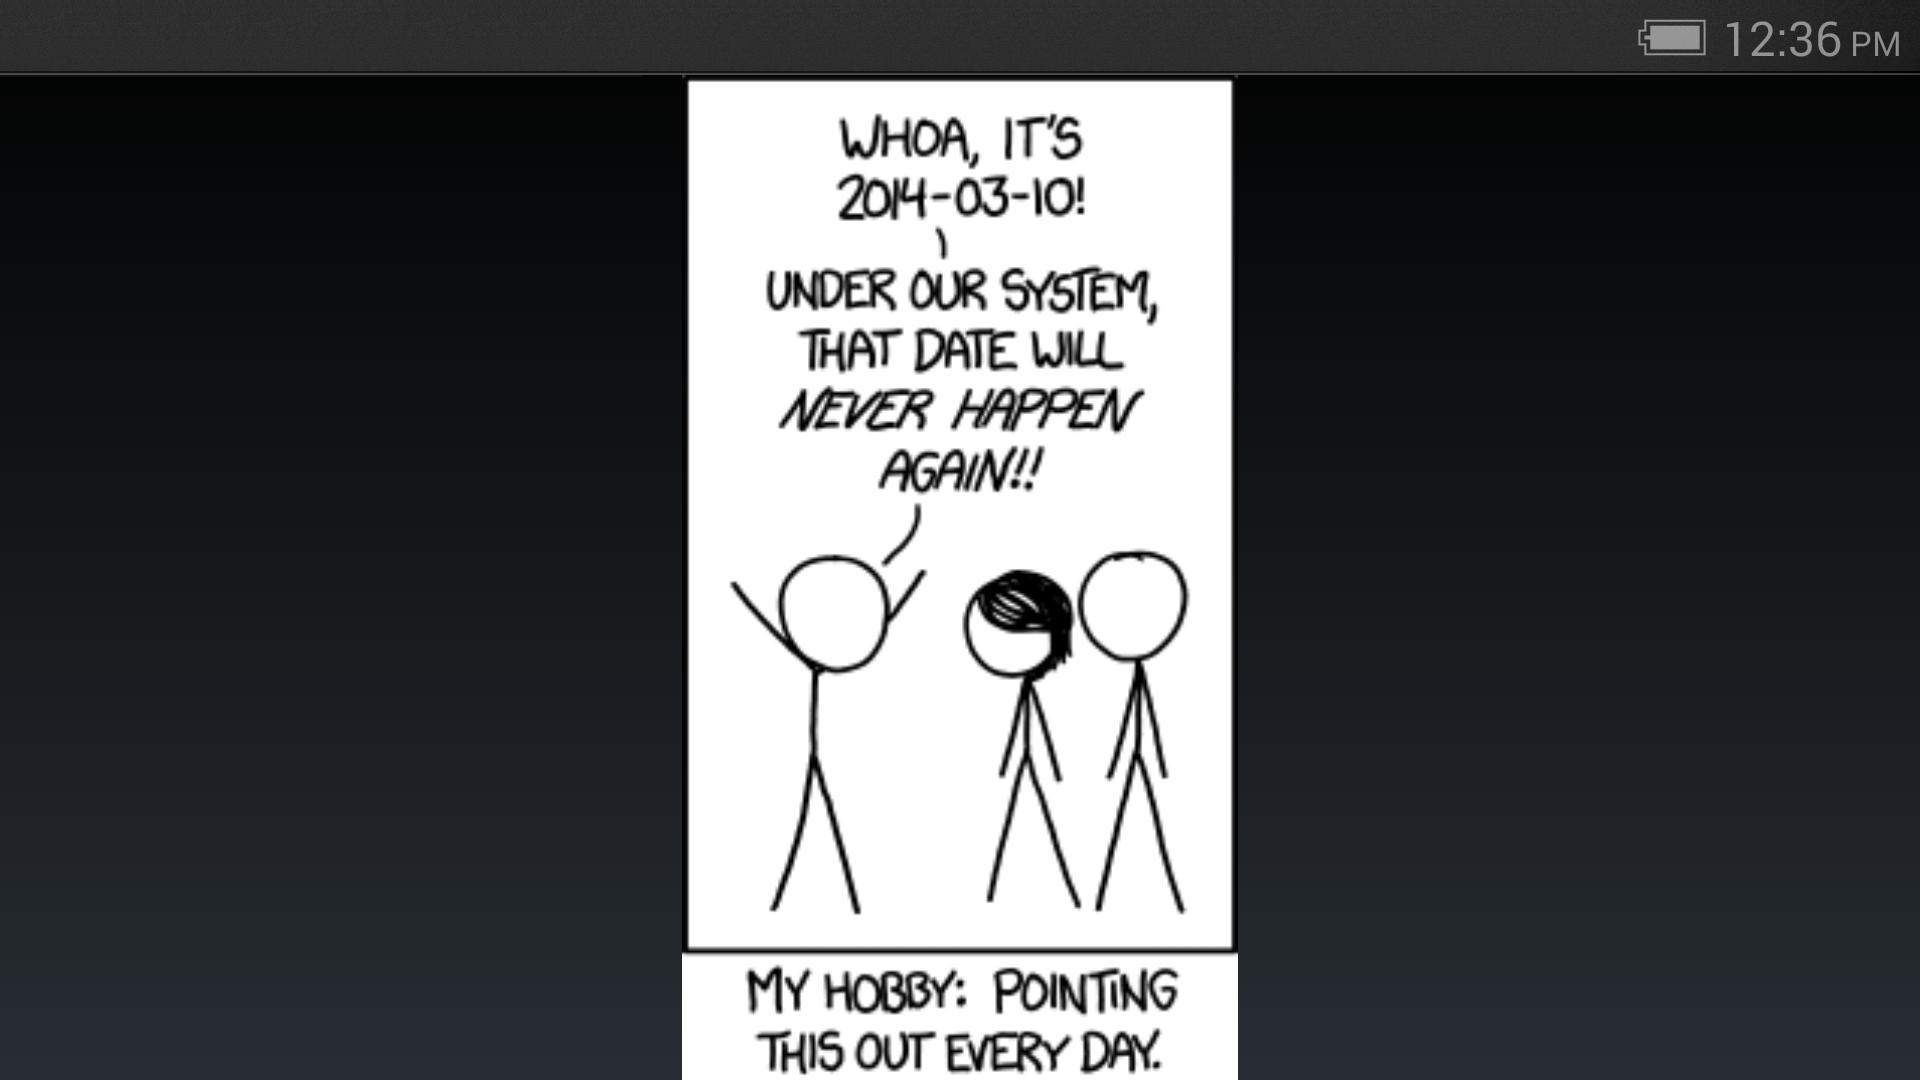 12:36 PM
WHOA, IT'S
2014-03-10!
UNDER OUR SYSTEM,
THAT DATE WILL
NEVER HAPPEN
AGAIN!!
MY HOBBY: POINTING
THIS OUT EVERY DAY.